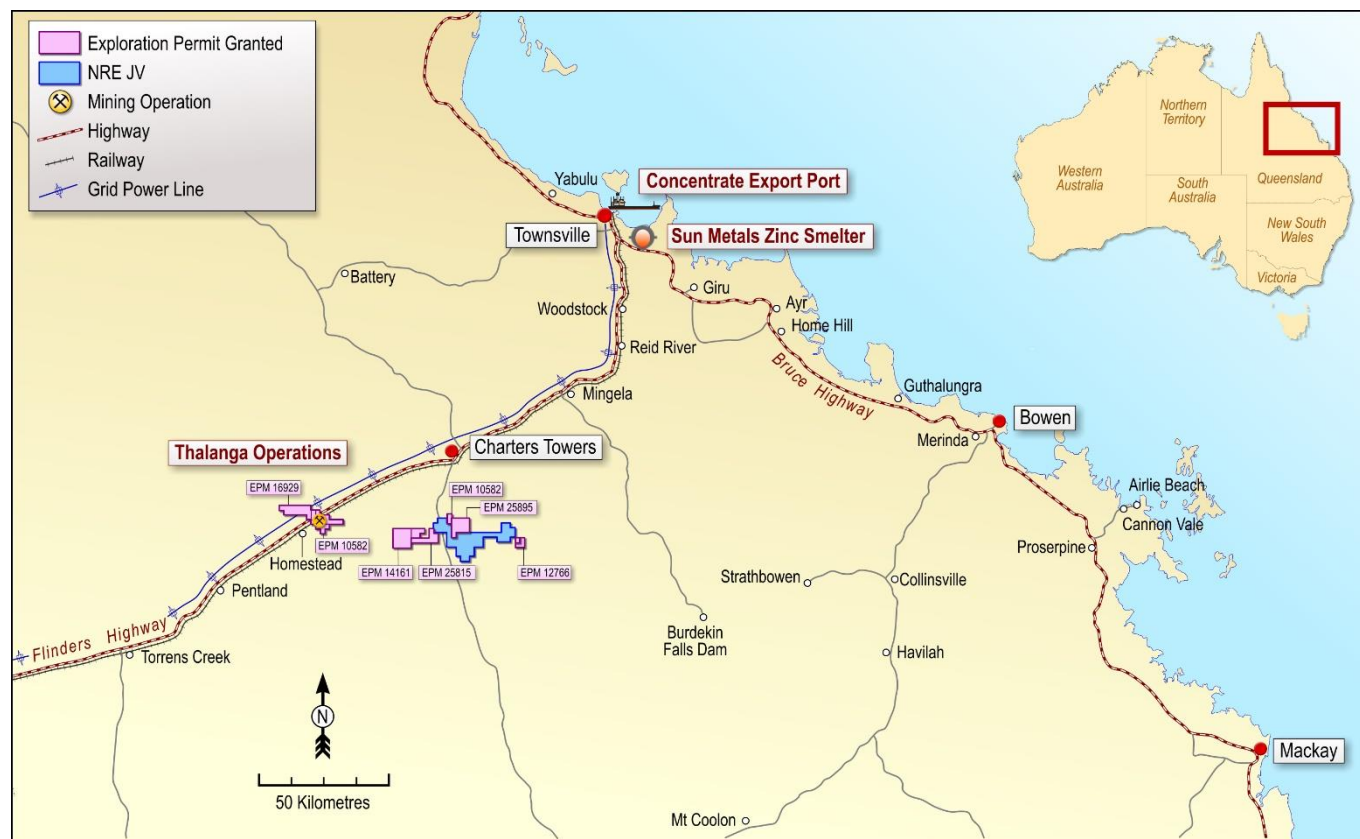 Exploration Permit Granted
NRE JV
Mining Operation
Highway
Railway
Grid Power Line
Northern
Territory
Western
Australia
South
Australia
Queensland
New South
Wales
Victoria
Yabulu
Concentrate Export Port
Townsville
Sun Metals Zinc Smelter
Battery
Giru
Woodstock
Ayr
Home Hill
Reid River
Bruce Highway
Mingela
Guthalungra
Bowen
Merinda
Charters Towers
Thalanga Operations
EPM 16929
EPM 10582
EPM 25895
EPM 10582
Homestead
EPM 14161
EPM 25815
EPM 12766
Airlie Beach
Cannon Vale
Proserpine
Pentland
Strathbowen
Collinsville
Burdekin
Falls Dam
Havilah
Flinders Highway
Torrens Creek
N
50 Kilometres
Mackay
Mt Coolon